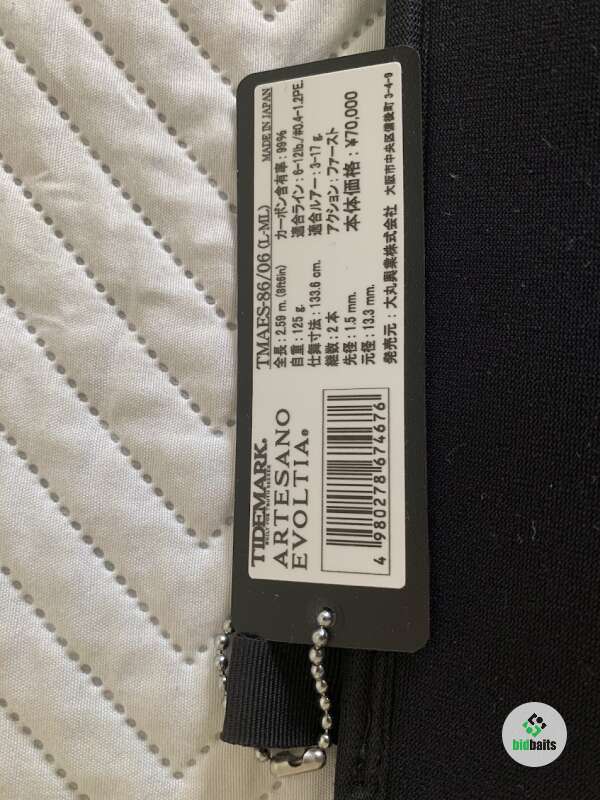 TIDEMARK.
ARTESANO
EVOLTIA®
4 980278 674676
TMAES-86/06 (L-ML)
MADE IN JAPAN
全長 : 2.59 m. (8ft6in)
カーボン含有率 : 99%
自重 : 125 g.
適合ライン : 6-12lb./#0.4-1.2PE.
仕舞寸法 : 133.6 cm.
適合ルアー : 3-17 g.
継数 : 2 本
アクション : ファースト
先径 : 1.5 mm.
本体価格 : ¥70,000
元径 : 13.3 mm.
発売元 : 大丸興業株式会社 大阪市中央区備後町 3-4-9
bidbaits